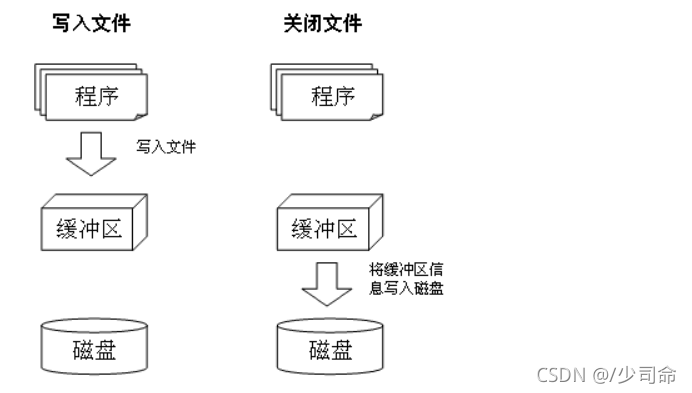 写入文件
程序
写入文件
缓冲区
磁盘
关闭文件
程序
缓冲区
将缓冲区信
息写入磁盘
磁盘
CSDN @/少司命